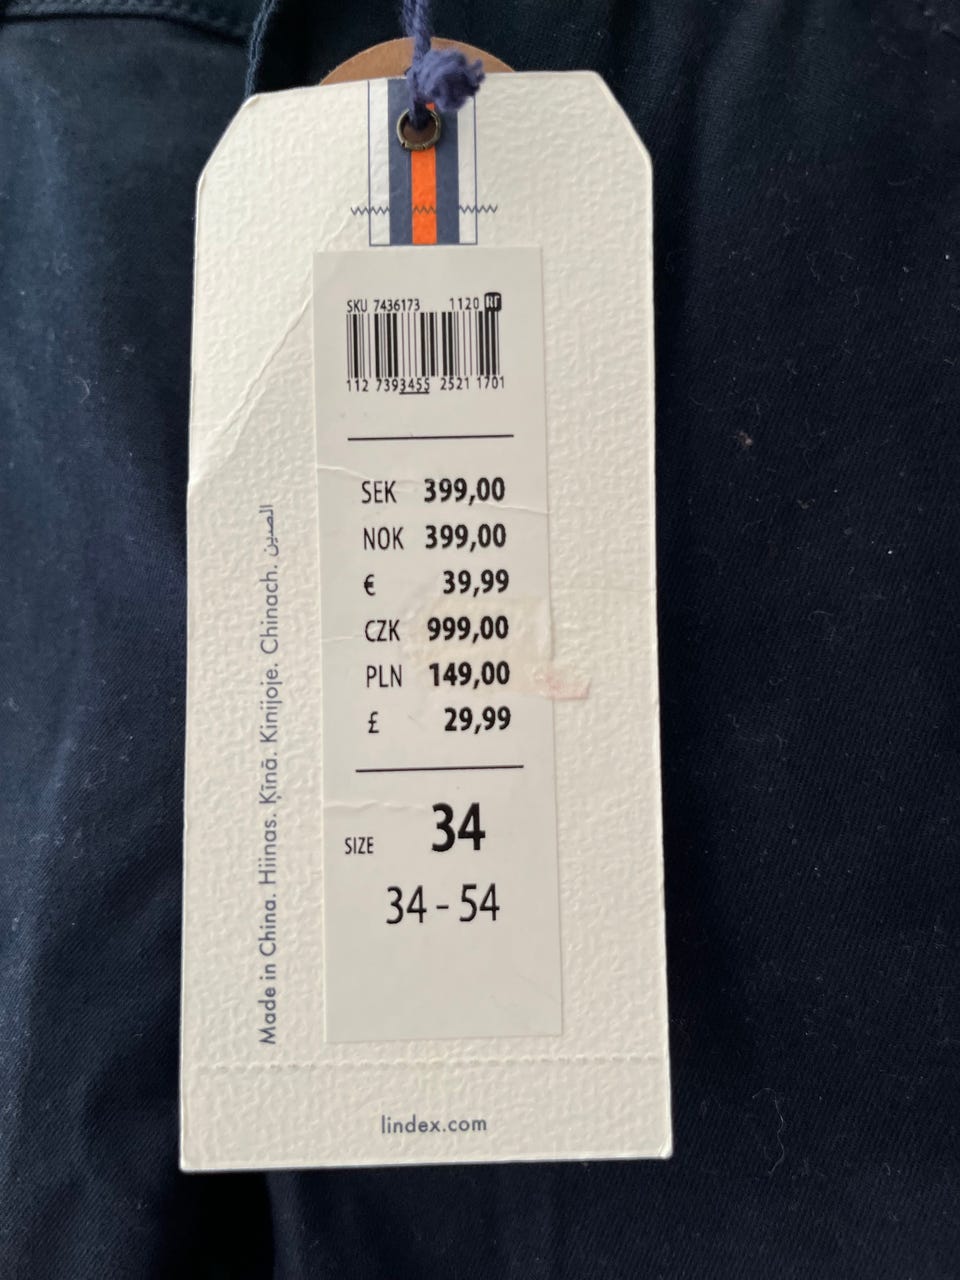 SKU 7436173 1120 RF
112 7393455 2521 1701
SEK 399,00
NOK 399,00
€ 39,99
CZK 999,00
PLN 149,00
£ 29,99
SIZE 34
34 - 54
Made in China. Hiinas. Ķīnā. Kinijoje. Chinach. الصين
lindex.com